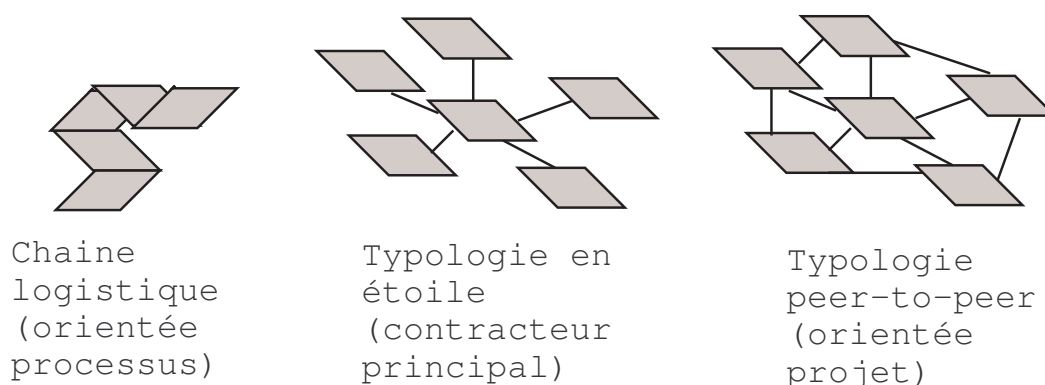 Chaine
logistique
(orientée
processus)
Typologie en
étoile
(contracteur
principal)
Typologie
peer-to-peer
(orientée
projet)